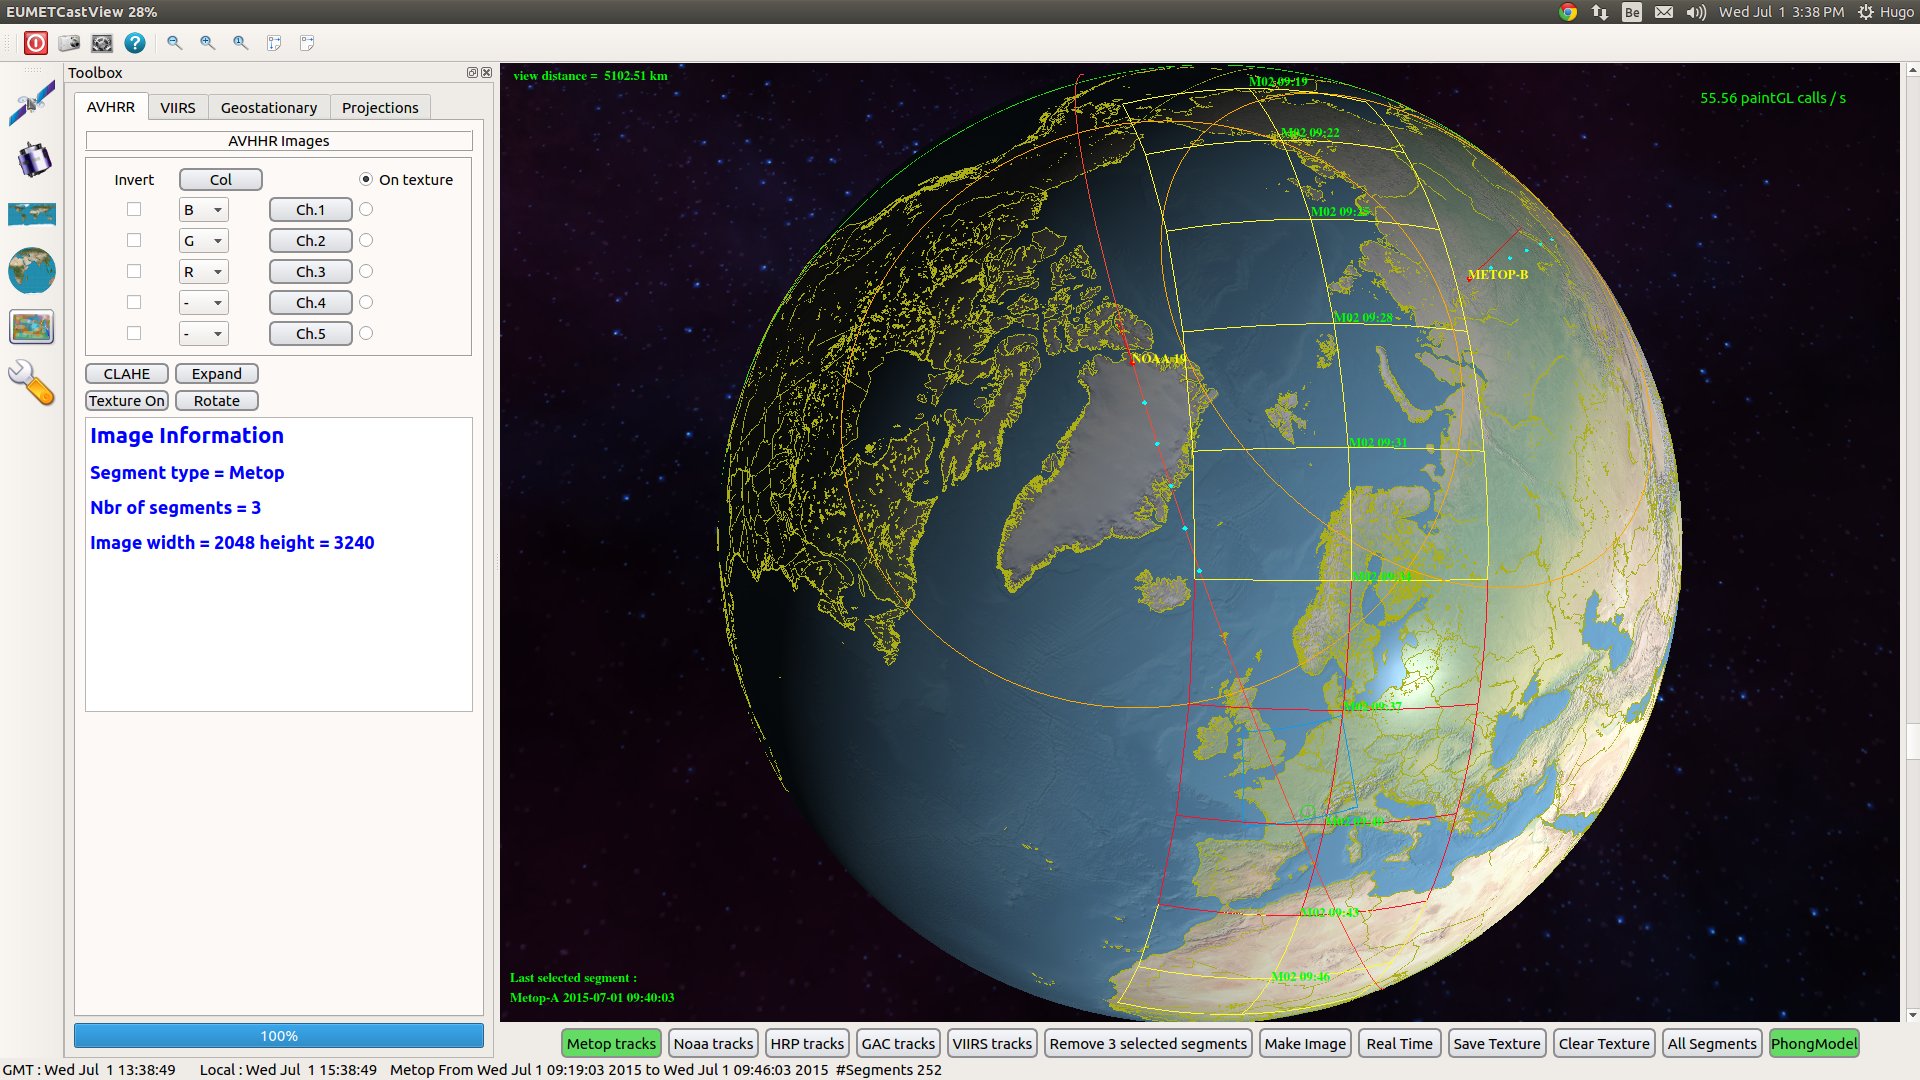 EUMETCastView 28%
Be
Wed Jul 1 3:38 PM
Hugo
Toolbox
AVHRR VIIRS Geostationary Projections
AVHHR Images
Invert Col On texture
B Ch.1
G Ch.2
R Ch.3
- Ch.4
- Ch.5
CLAHE Expand
Texture On Rotate
Image Information
Segment type = Metop
Nbr of segments = 3
Image width = 2048 height = 3240
100%
view distance = 5102.51 km
55.56 paintGL calls / s
M02 09:19
M02 09:22
M02 09:25
METOP-B
M02 09:28
NOAA 19
M02 09:31
M02 09:34
M02 09:37
M02 09:40
M02 09:43
M02 09:46
Last selected segment :
Metop-A 2015-07-01 09:40:03
Metop tracks Noaa tracks HRP tracks GAC tracks VIIRS tracks Remove 3 selected segments Make Image Real Time Save Texture Clear Texture All Segments PhongModel
GMT : Wed Jul 1 13:38:49 Local : Wed Jul 1 15:38:49 Metop From Wed Jul 1 09:19:03 2015 to Wed Jul 1 09:46:03 2015 #Segments 252